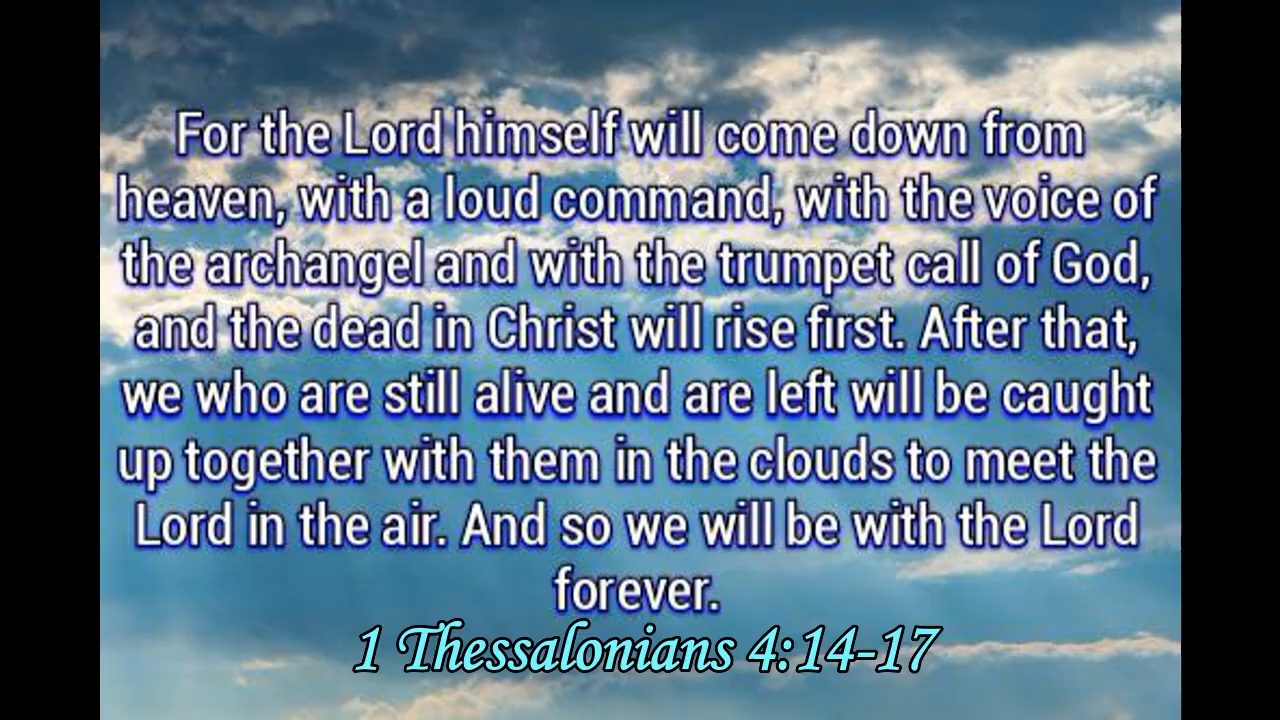 For the Lord himself will come down from
heaven, with a loud command, with the voice of
the archangel and with the trumpet call of God,
and the dead in Christ will rise first. After that,
we who are still alive and are left will be caught
up together with them in the clouds to meet the
Lord in the air. And so we will be with the Lord
forever.
1 Thessalonians 4:14-17